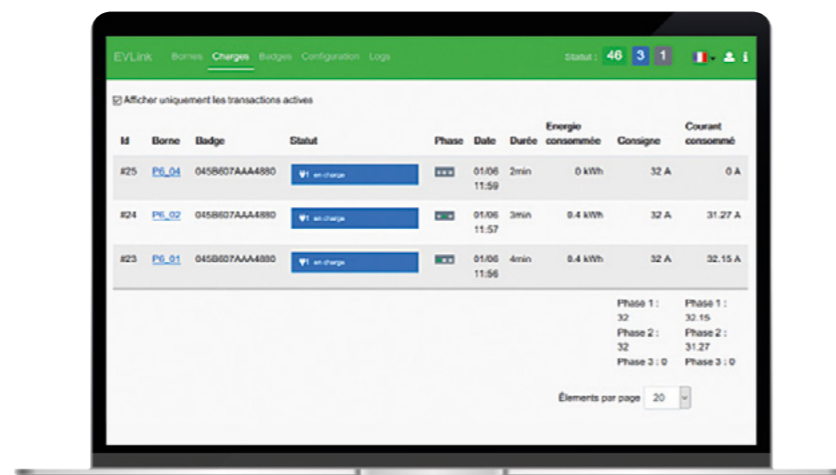 EVLink Bornes Charges Badges Configuration Logs Statut : 46 3 1
Afficher uniquement les transactions actives
Id Borne Badge Statut Phase Date Durée Energie consommée Consigne Courant consommé
#25 P6_04 045B607AAA4880 1 en charge 01/06 11:59 2min 0 kWh 32 A 0 A
#24 P6_02 045B607AAA4880 1 en charge 01/06 11:57 3min 0.4 kWh 32 A 31.27 A
#23 P6_01 045B607AAA4880 1 en charge 01/06 11:56 4min 0.4 kWh 32 A 32.15 A
Phase 1 : Phase 1 :
32 32.15
Phase 2 : Phase 2 :
32 31.27
Phase 3 : 0 Phase 3 : 0
Élements par page 20